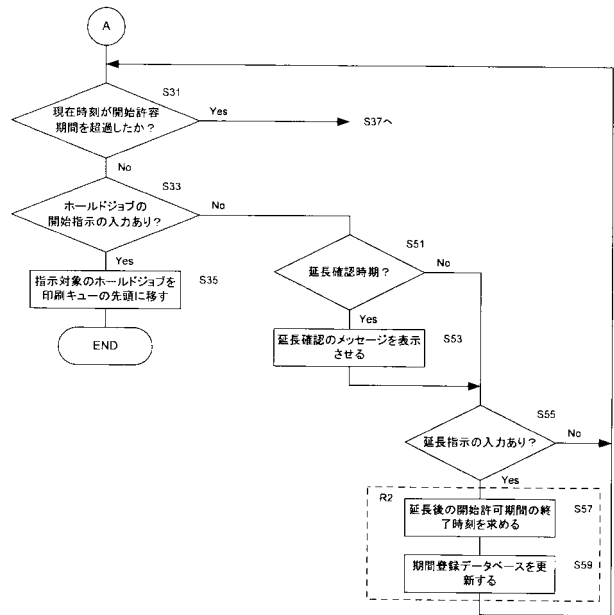 A
S31
現在時刻が開始許容
期間を超過したか？
Yes
S37へ
No
S33
ホールドジョブの
開始指示の入力あり？
No
Yes
指示対象のホールドジョブを
印刷キューの先頭に移す
S35
END
S51
延長確認時期？
No
Yes
延長確認のメッセージを表示
させる
S53
S55
延長指示の入力あり？
No
Yes
R2
延長後の開始許可期間の終
了時刻を求める
S57
期間登録データベースを更
新する
S59